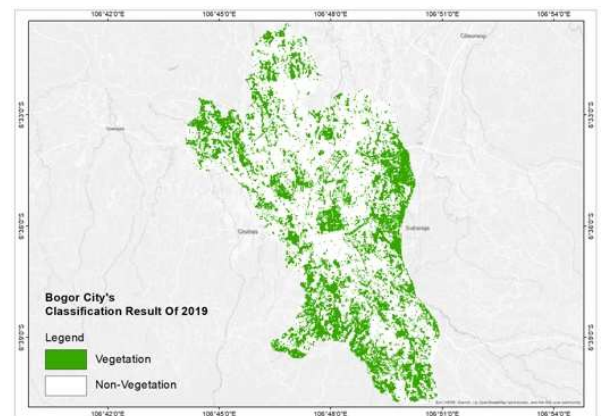 106°42'0"E 106°45'0"E 106°48'0"E 106°51'0"E 106°54'0"E
6°33'0"S 6°33'0"S
6°36'0"S 6°36'0"S
6°39'0"S 6°39'0"S
Bogor City's
Classification Result Of 2019
Legend
Vegetation
Non-Vegetation
106°42'0"E 106°45'0"E 106°48'0"E 106°51'0"E 106°54'0"E